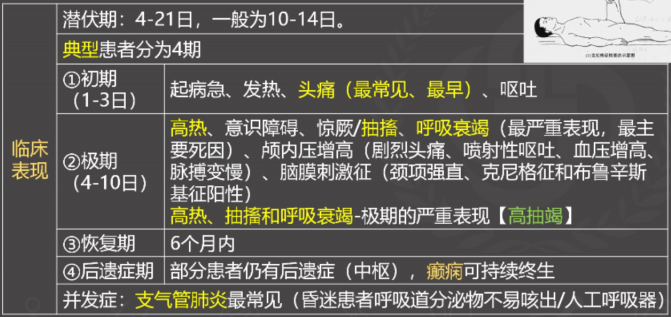 潜伏期：4-21日，一般为10-14日。
典型患者分为4期
临床
表现
①初期
（1-3日）
起病急、发热、头痛（最常见、最早）、呕吐
②极期
（4-10日）
高热、意识障碍、惊厥/抽搐、呼吸衰竭（最严重表现，最主
要死因）、颅内压增高（剧烈头痛、喷射性呕吐、血压增高、
脉搏变慢）、脑膜刺激征（颈项强直、克尼格征和布鲁辛斯
基征阳性）
高热、抽搐和呼吸衰竭-极期的严重表现【高抽竭】
③恢复期
6个月内
④后遗症期
部分患者仍有后遗症（中枢），癫痫可持续终生
并发症：支气管肺炎最常见（昏迷患者呼吸道分泌物不易咳出/人工呼吸器）